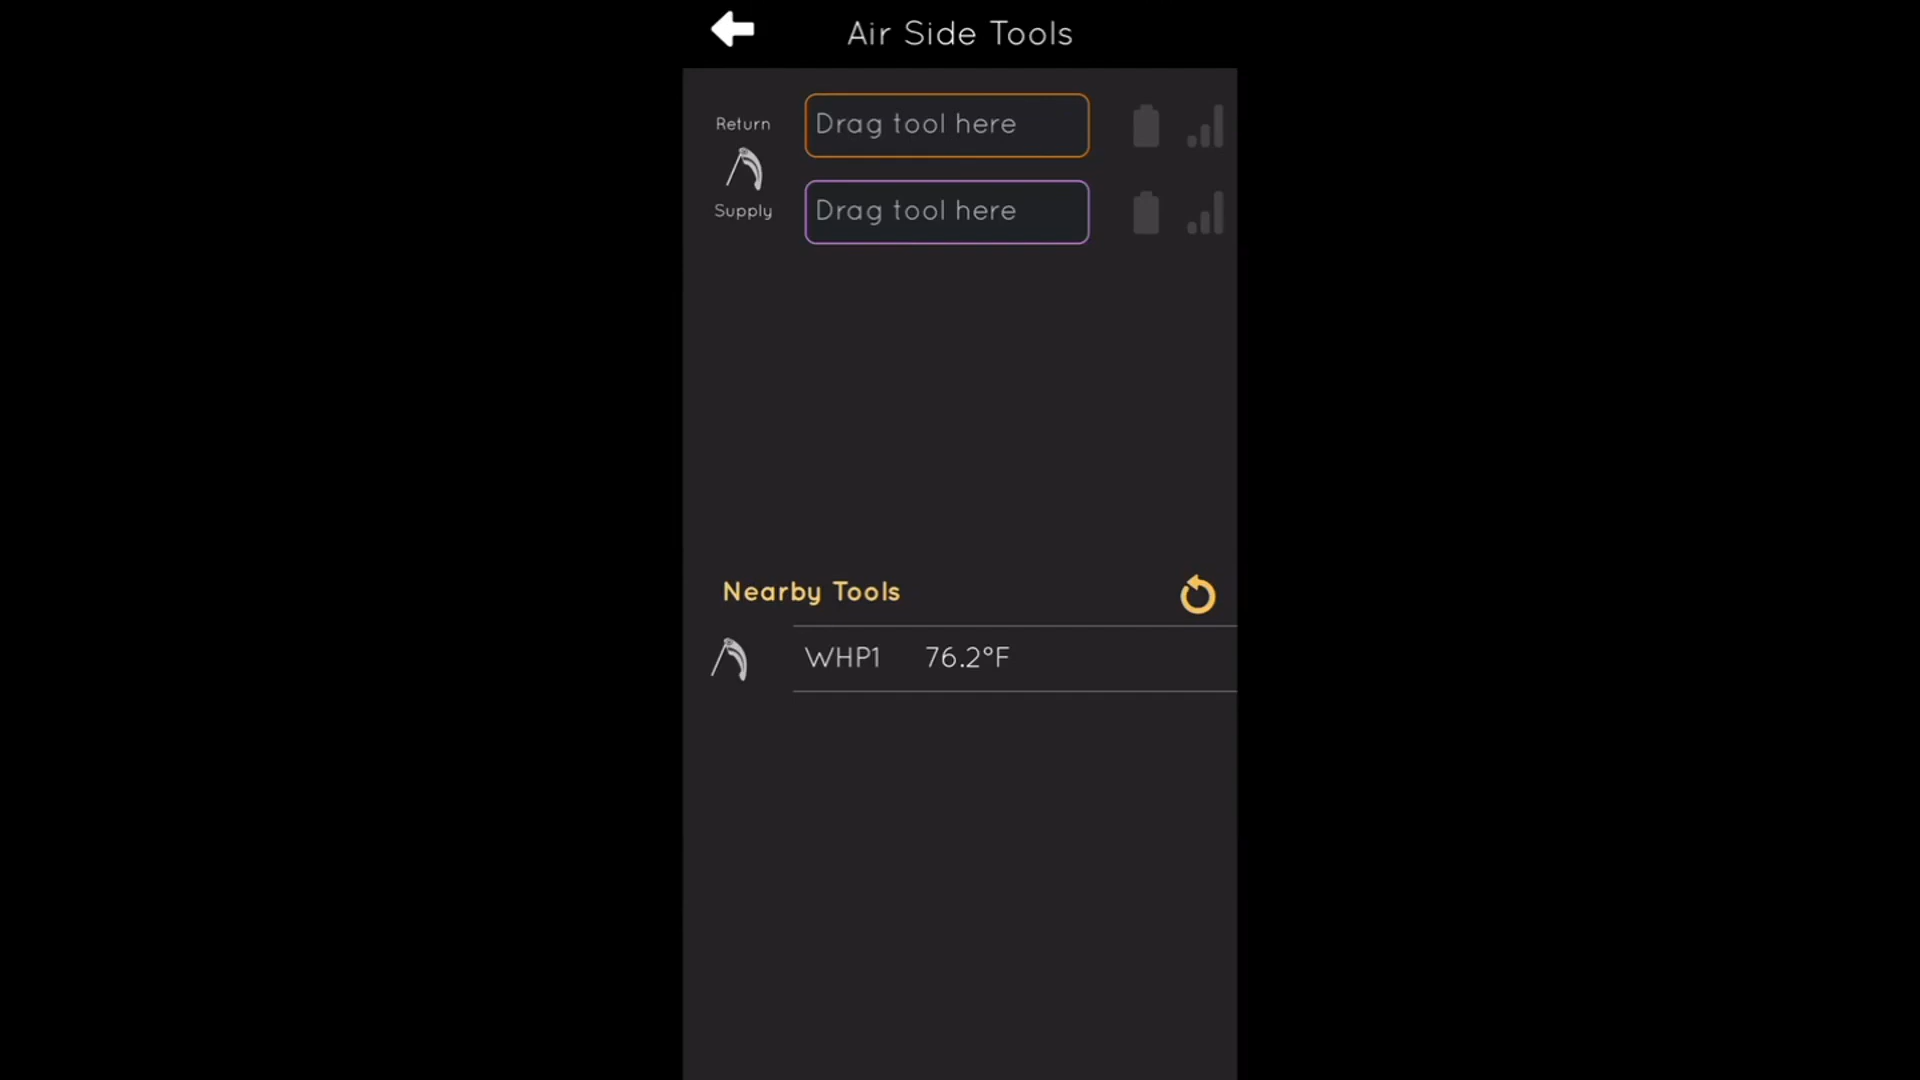 Air Side Tools
Return
Drag tool here
Supply
Drag tool here
Nearby Tools
WHP1 76.2°F